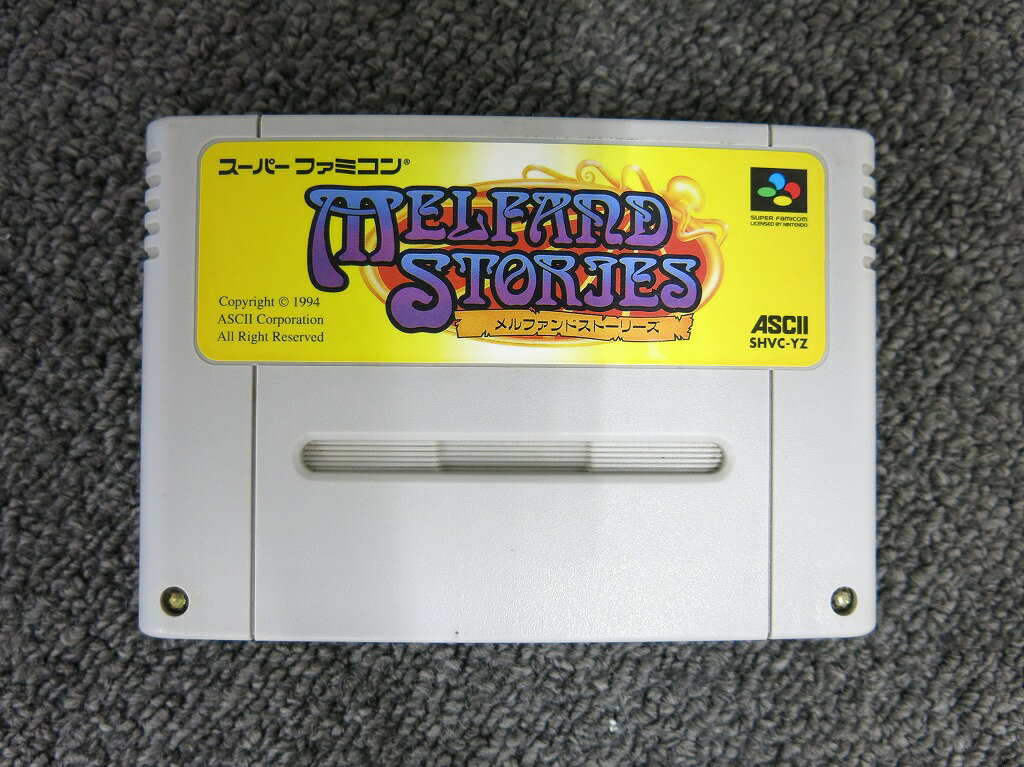 スーパーファミコン®
MELFAND
STORIES
メルファンドストーリーズ
SUPER FAMICOM
LICENSED BY NINTENDO
Copyright © 1994
ASCII Corporation
All Right Reserved
ASCII
SHVC-YZ